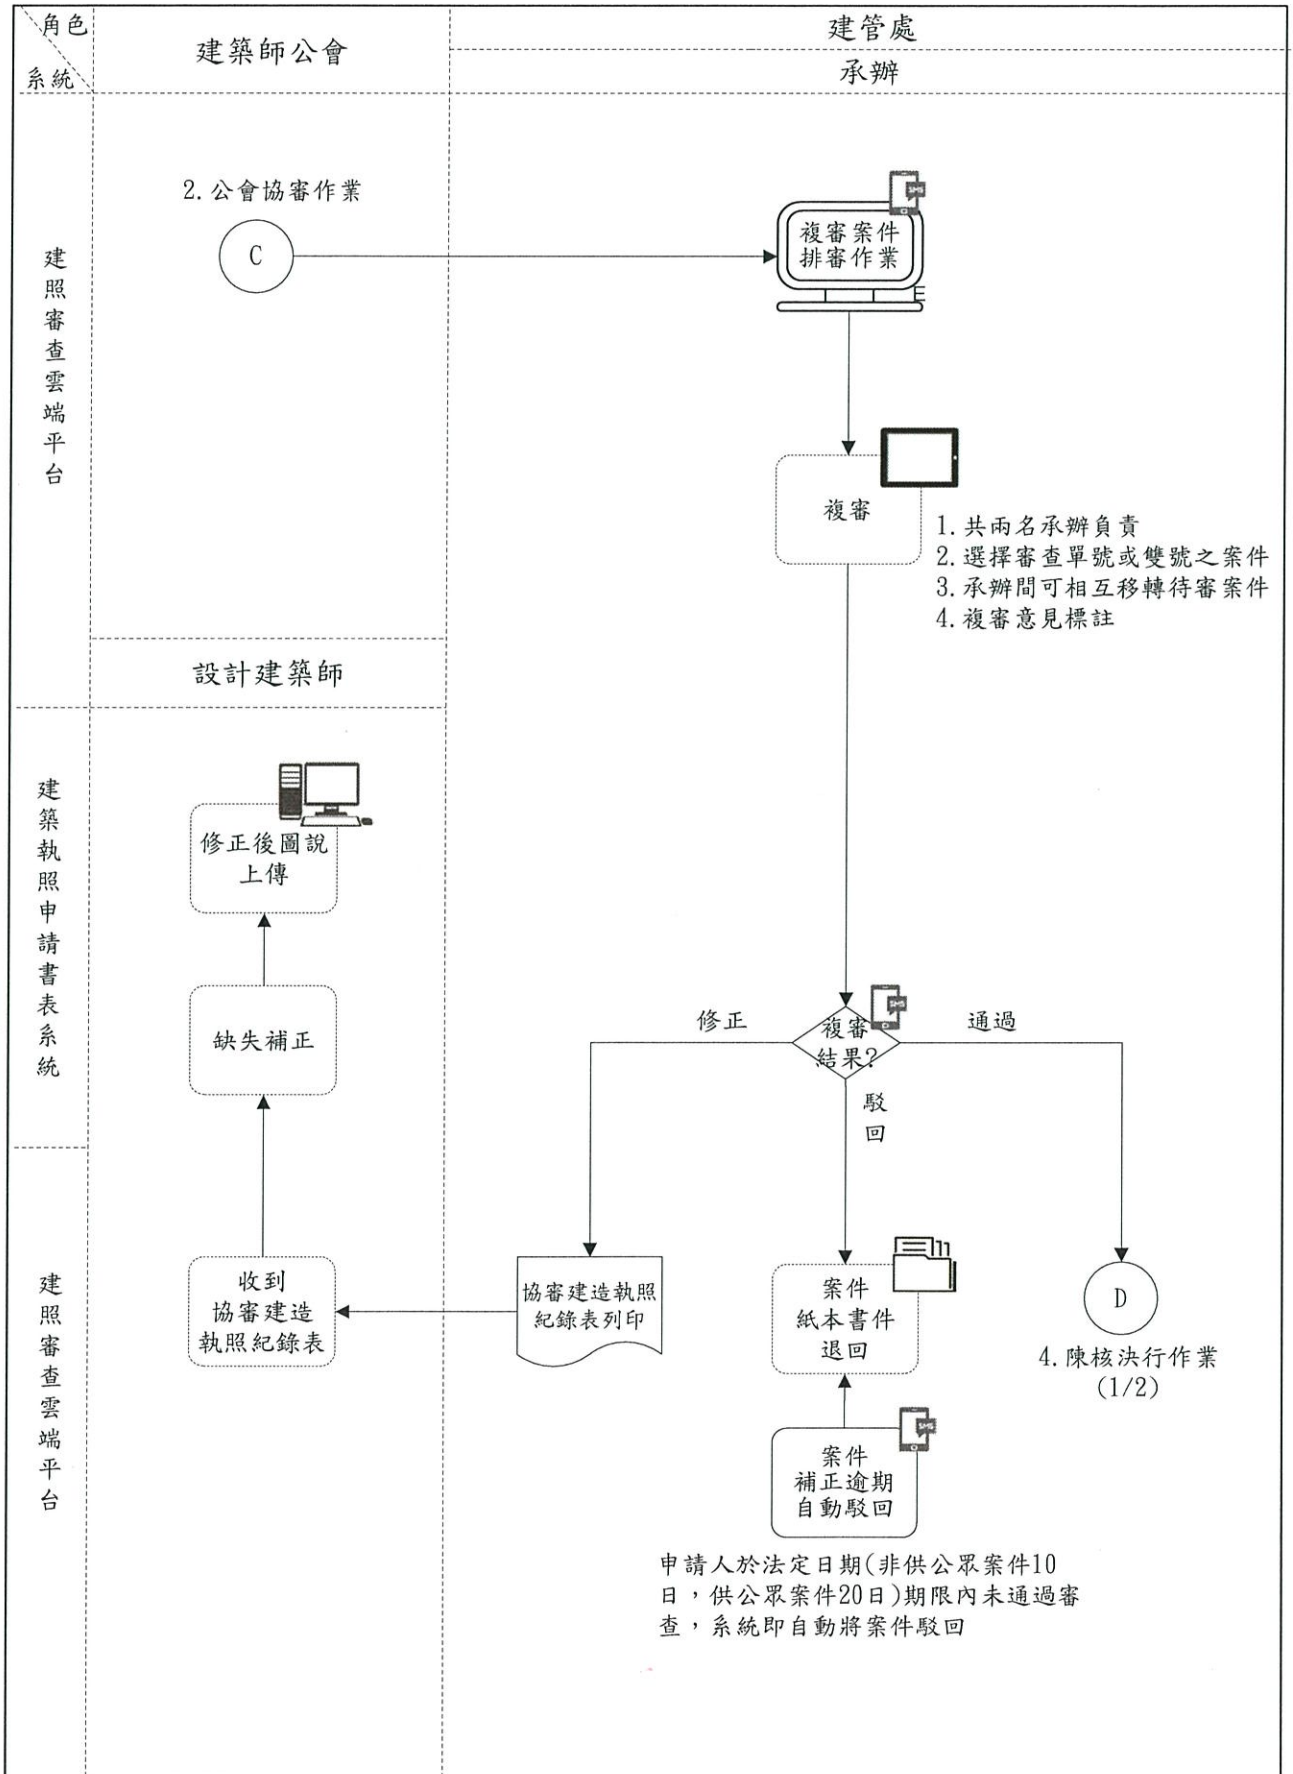 角色
系統
建築師公會
建管處
承辦
建照審查雲端平台
2.公會協審作業
C
SMS
複審案件
排審作業
E
複審
1.共兩名承辦負責
2.選擇審查單號或雙號之案件
3.承辦間可相互移轉待審案件
4.複審意見標註
設計建築師
建築執照申請書表系統
修正後圖說
上傳
缺失補正
SMS
複審
結果?
修正
通過
駁回
建照審查雲端平台
收到
協審建造
執照紀錄表
協審建造執照
紀錄表列印
案件
紙本書件
退回
D
4.陳核決行作業
(1/2)
SMS
案件
補正逾期
自動駁回
申請人於法定日期(非供公眾案件10
日，供公眾案件20日)期限內未通過審
查，系統即自動將案件駁回